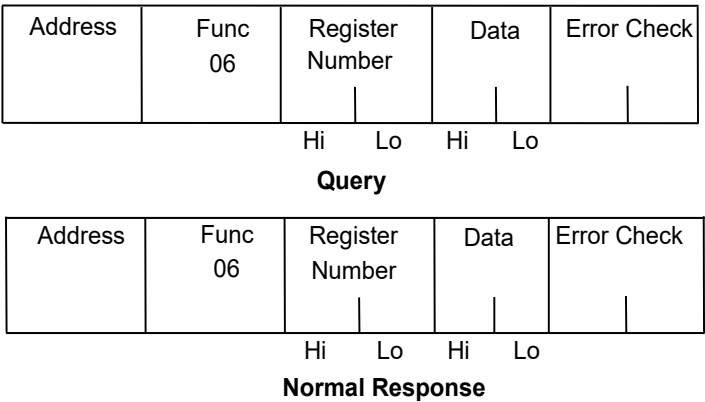 Address Func Register Data Error Check
06 Number
Hi Lo Hi Lo
Query
Address Func Register Data Error Check
06 Number
Hi Lo Hi Lo
Normal Response